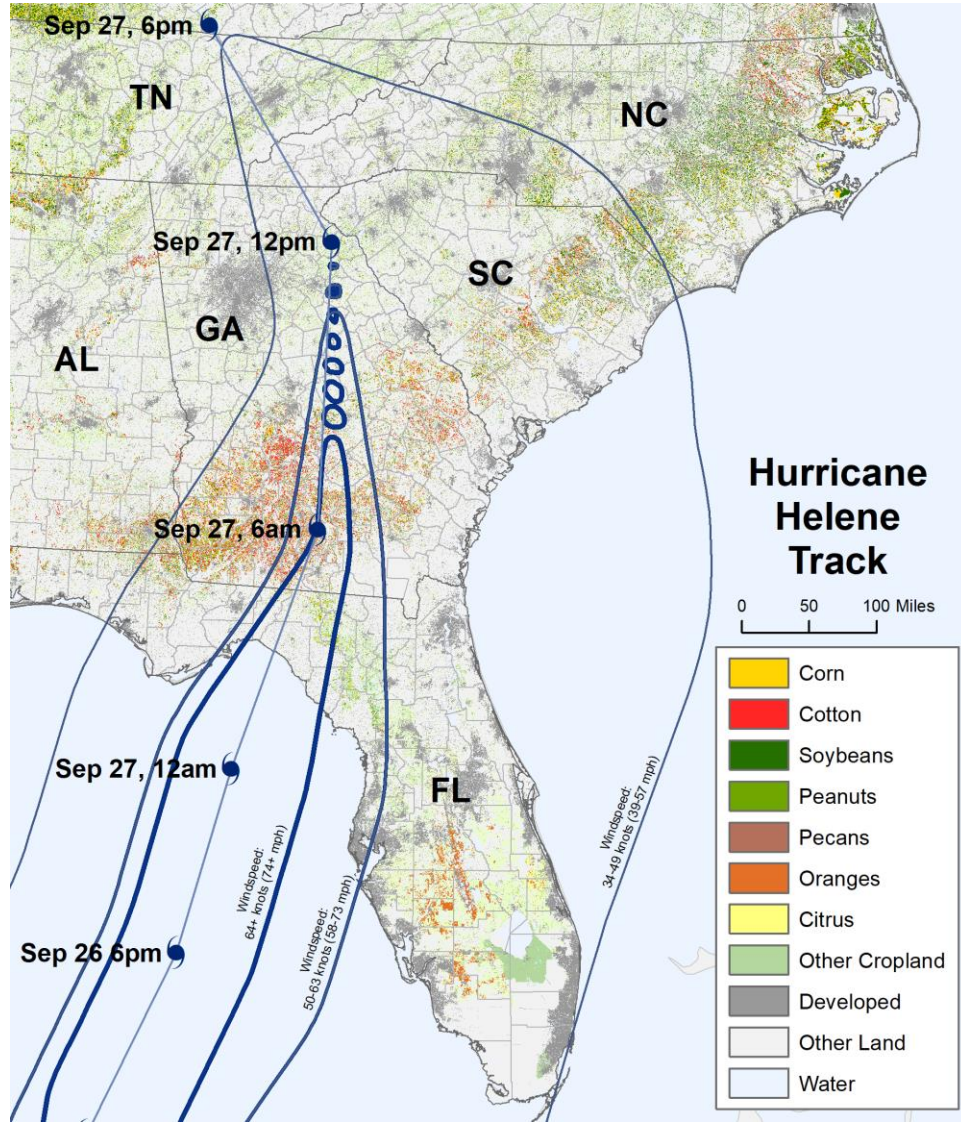 Sep 27, 6pm
TN
NC
Sep 27, 12pm
SC
GA
AL
Hurricane
Helene
Track
0 50 100 Miles
Sep 27, 6am
Sep 27, 12am
FL
Sep 26 6pm
Windspeed:
64+ knots (74+ mph)
Windspeed:
50-63 knots (58-73 mph)
Windspeed:
34-49 knots (39-57 mph)
Corn
Cotton
Soybeans
Peanuts
Pecans
Oranges
Citrus
Other Cropland
Developed
Other Land
Water